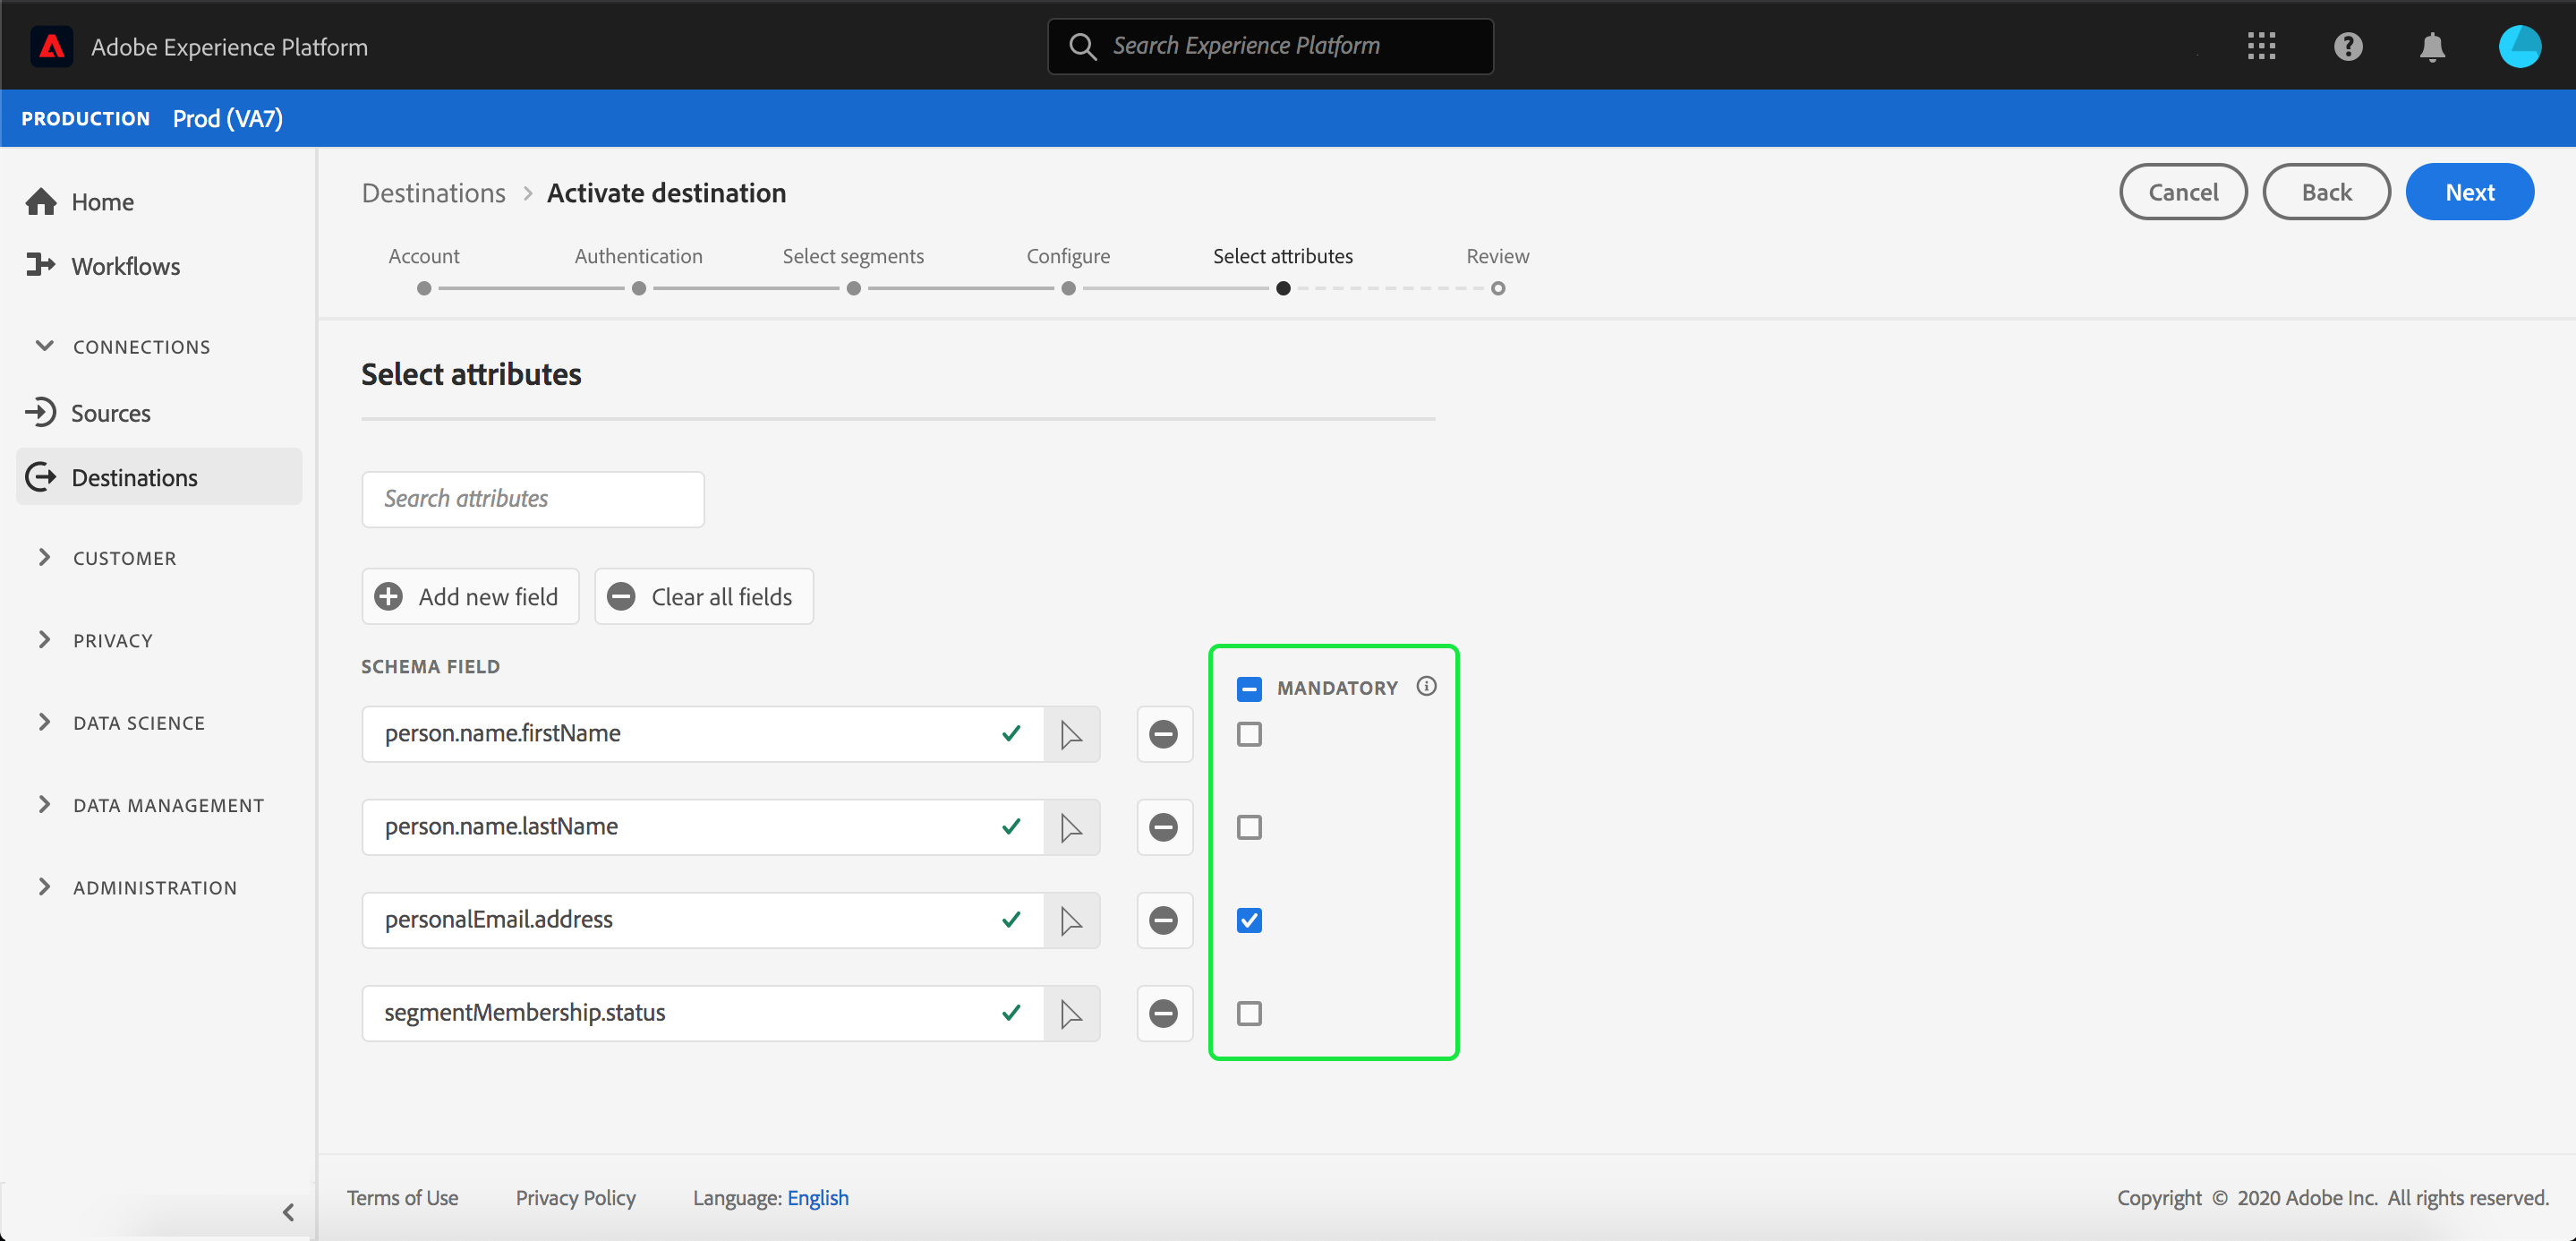 Adobe Experience Platform
Search Experience Platform
PRODUCTION Prod (VA7)
Home
Workflows
CONNECTIONS
Sources
Destinations
CUSTOMER
PRIVACY
DATA SCIENCE
DATA MANAGEMENT
ADMINISTRATION
Destinations > Activate destination
Cancel
Back
Next
Account
Authentication
Select segments
Configure
Select attributes
Review
Select attributes
Search attributes
Add new field
Clear all fields
SCHEMA FIELD
MANDATORY
person.name.firstName
person.name.lastName
personalEmail.address
segmentMembership.status
Terms of Use
Privacy Policy
Language: English
Copyright © 2020 Adobe Inc. All rights reserved.